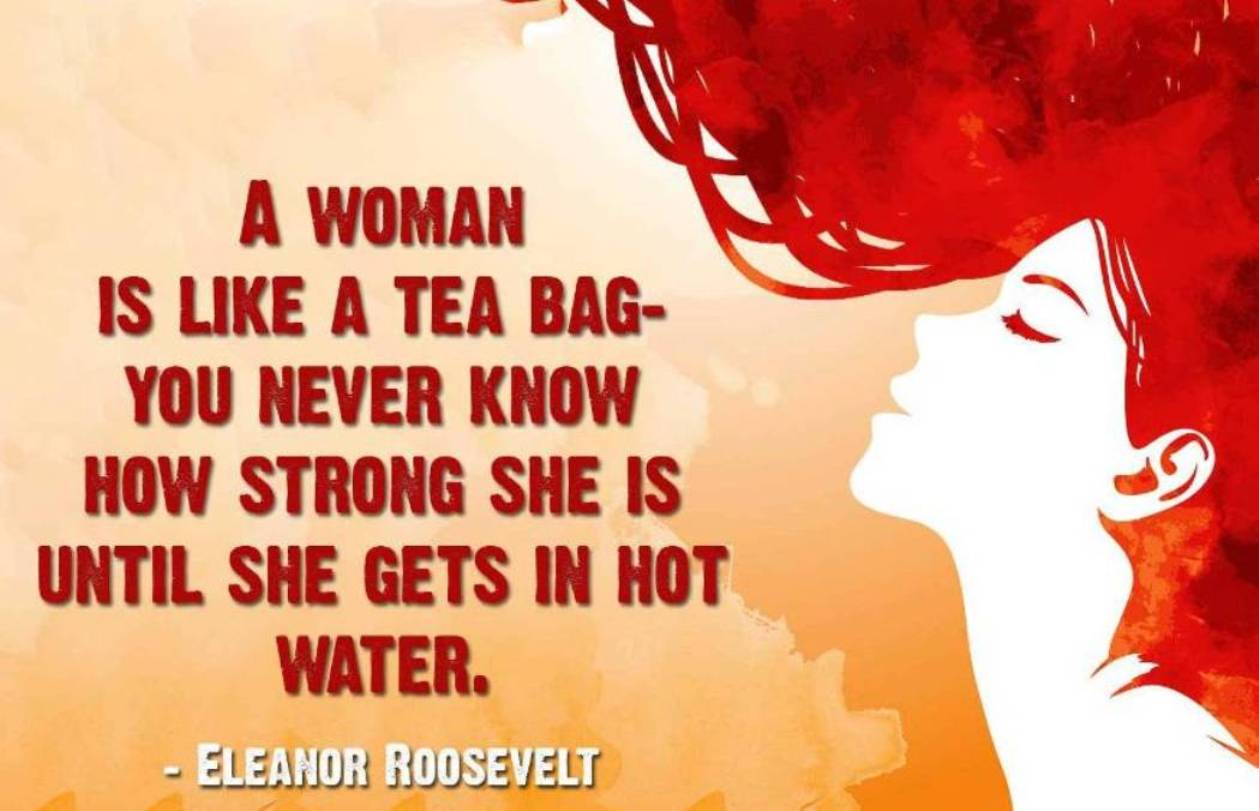 A WOMAN
IS LIKE A TEA BAG-
YOU NEVER KNOW
HOW STRONG SHE IS
UNTIL SHE GETS IN HOT
WATER.
- ELEANOR ROOSEVELT